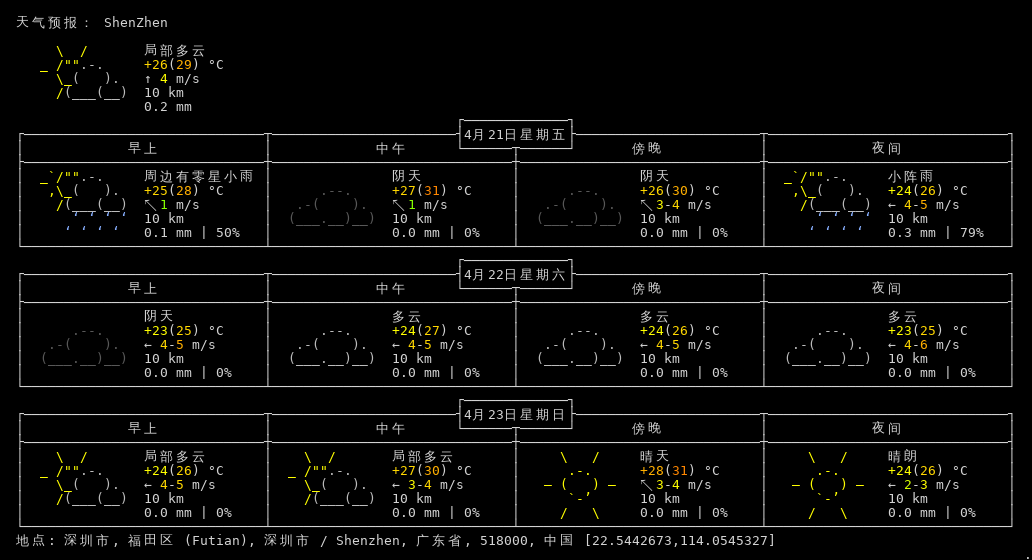 天气预报： ShenZhen
局部多云
+26(29) °C
↑ 4 m/s
10 km
0.2 mm
4月21日星期五
早上 中午 傍晚 夜间
周边有零星小雨 阴天 阴天 小阵雨
+25(28) °C +27(31) °C +26(30) °C +24(26) °C
↖ 1 m/s ↖ 1 m/s ↖ 3-4 m/s ← 4-5 m/s
10 km 10 km 10 km 10 km
0.1 mm | 50% 0.0 mm | 0% 0.0 mm | 0% 0.3 mm | 79%
4月22日星期六
早上 中午 傍晚 夜间
阴天 多云 多云 多云
+23(25) °C +24(27) °C +24(26) °C +23(25) °C
← 4-5 m/s ← 4-5 m/s ← 4-5 m/s ← 4-6 m/s
10 km 10 km 10 km 10 km
0.0 mm | 0% 0.0 mm | 0% 0.0 mm | 0% 0.0 mm | 0%
4月23日星期日
早上 中午 傍晚 夜间
局部多云 局部多云 晴天 晴朗
+24(26) °C +27(30) °C +28(31) °C +24(26) °C
← 4-5 m/s ← 3-4 m/s ↖ 3-4 m/s ← 2-3 m/s
10 km 10 km 10 km 10 km
0.0 mm | 0% 0.0 mm | 0% 0.0 mm | 0% 0.0 mm | 0%
地点: 深圳市, 福田区 (Futian), 深圳市 / Shenzhen, 广东省, 518000, 中国 [22.5442673,114.0545327]